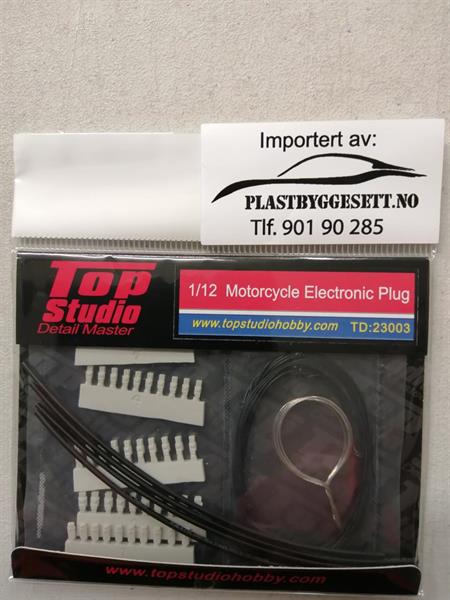 Importert av:
PLASTBYGGESETT.NO
Tlf. 901 90 285
Top
Studio
Detail Master
1/12 Motorcycle Electronic Plug
www.topstudiohobby.com TD:23003
www.topstudiohobby.com